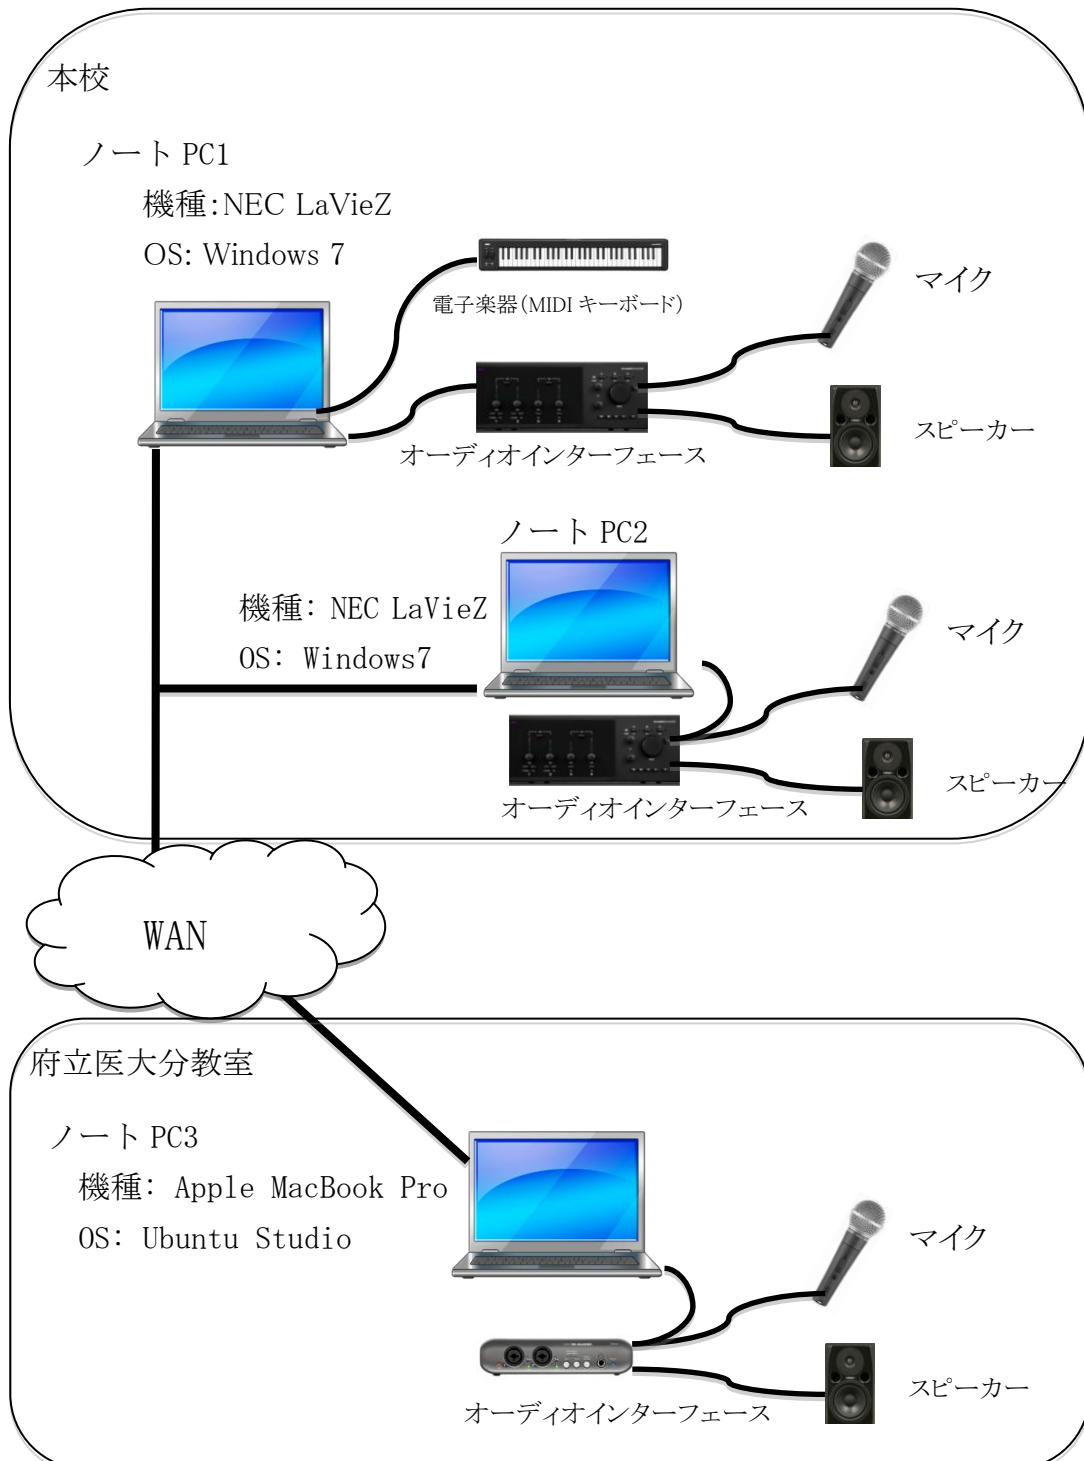 本校
ノート PC1
機種:NEC LaVieZ
OS: Windows 7
電子楽器(MIDI キーボード)
マイク
オーディオインターフェース
スピーカー
ノート PC2
機種: NEC LaVieZ
OS: Windows7
マイク
オーディオインターフェース
スピーカー
WAN
府立医大分教室
ノート PC3
機種: Apple MacBook Pro
OS: Ubuntu Studio
マイク
オーディオインターフェース
スピーカー